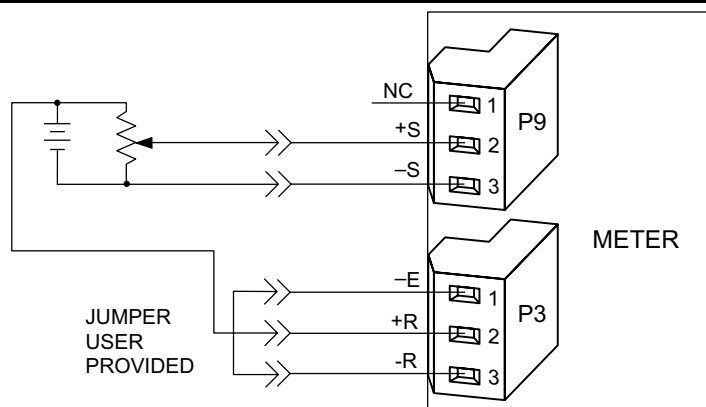 NC
1
+S
2
P9
–S
3
METER
–E
1
+R
2
P3
-R
3
JUMPER
USER
PROVIDED